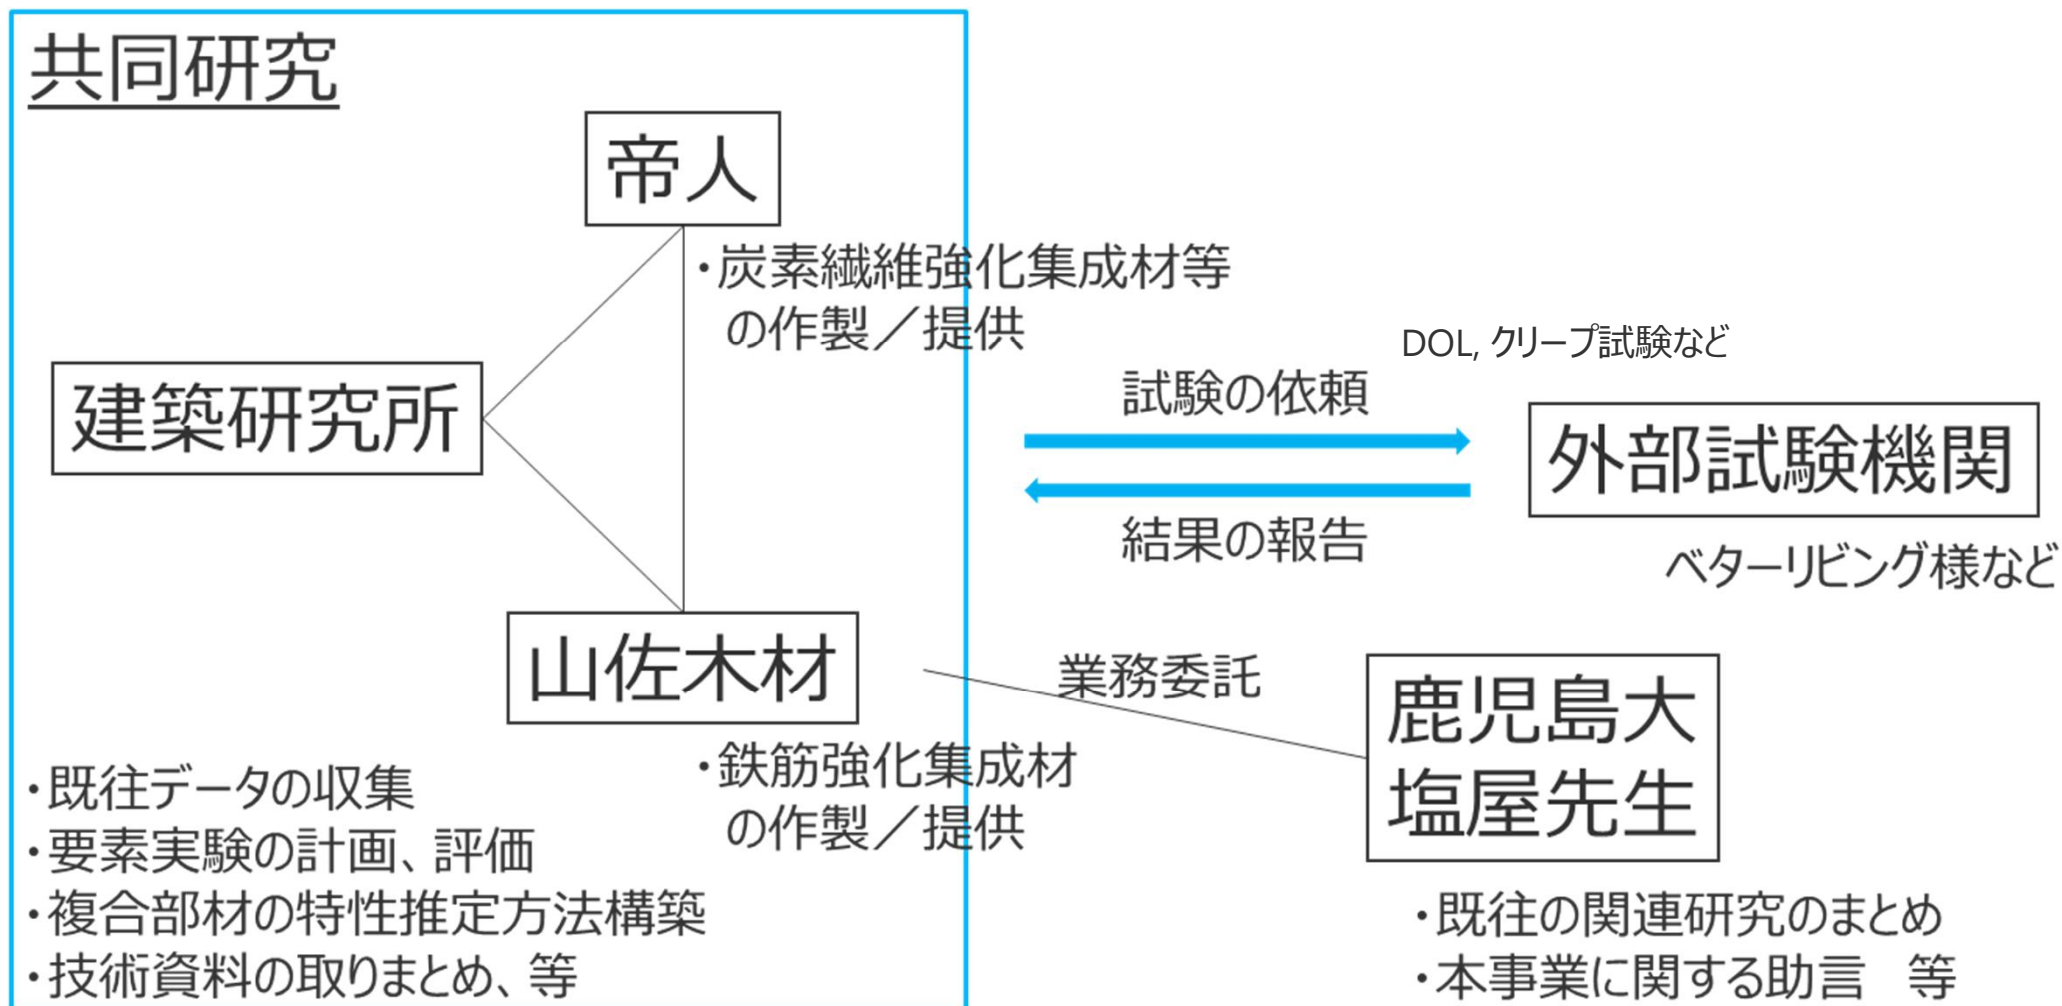 共同研究
帝人
・炭素繊維強化集成材等
の作製／提供
建築研究所
山佐木材
・鉄筋強化集成材
の作製／提供
・既往データの収集
・要素実験の計画、評価
・複合部材の特性推定方法構築
・技術資料の取りまとめ、等
DOL, クリープ試験など
試験の依頼
結果の報告
外部試験機関
ベターリビング様など
業務委託
鹿児島大
塩屋先生
・既往の関連研究のまとめ
・本事業に関する助言　等